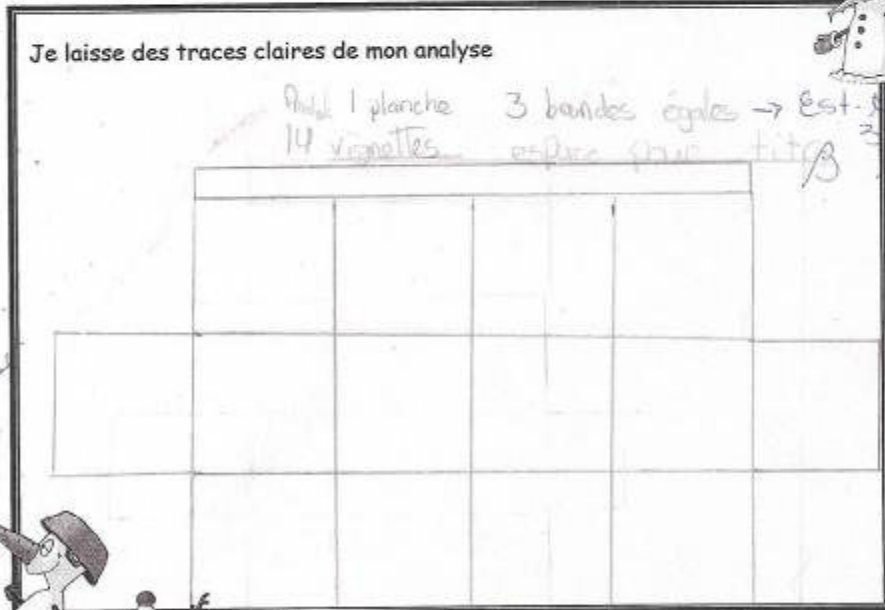 Je laisse des traces claires de mon analyse
1 planche 3 bandes égales → Est-
14 vignettes espace pour titre